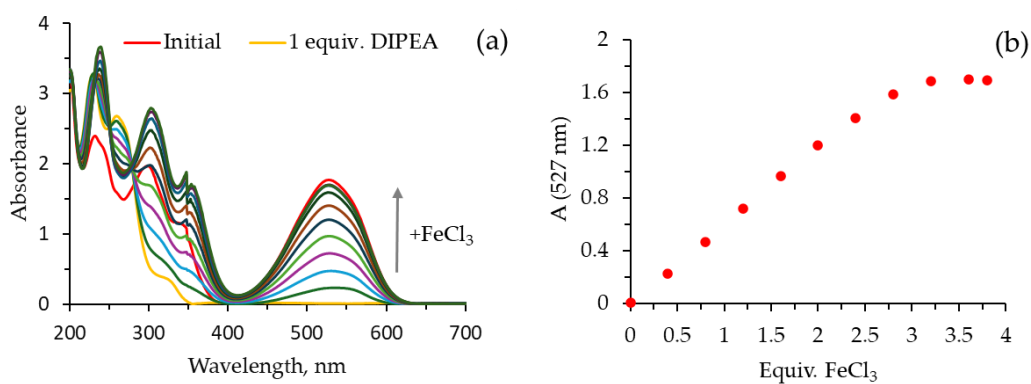 (a)
Initial
1 equiv. DIPEA
+FeCl₃
Absorbance
4
3
2
1
0
200 300 400 500 600 700
Wavelength, nm
(b)
A (527 nm)
2
1.6
1.2
0.8
0.4
0
0 0.5 1 1.5 2 2.5 3 3.5 4
Equiv. FeCl₃